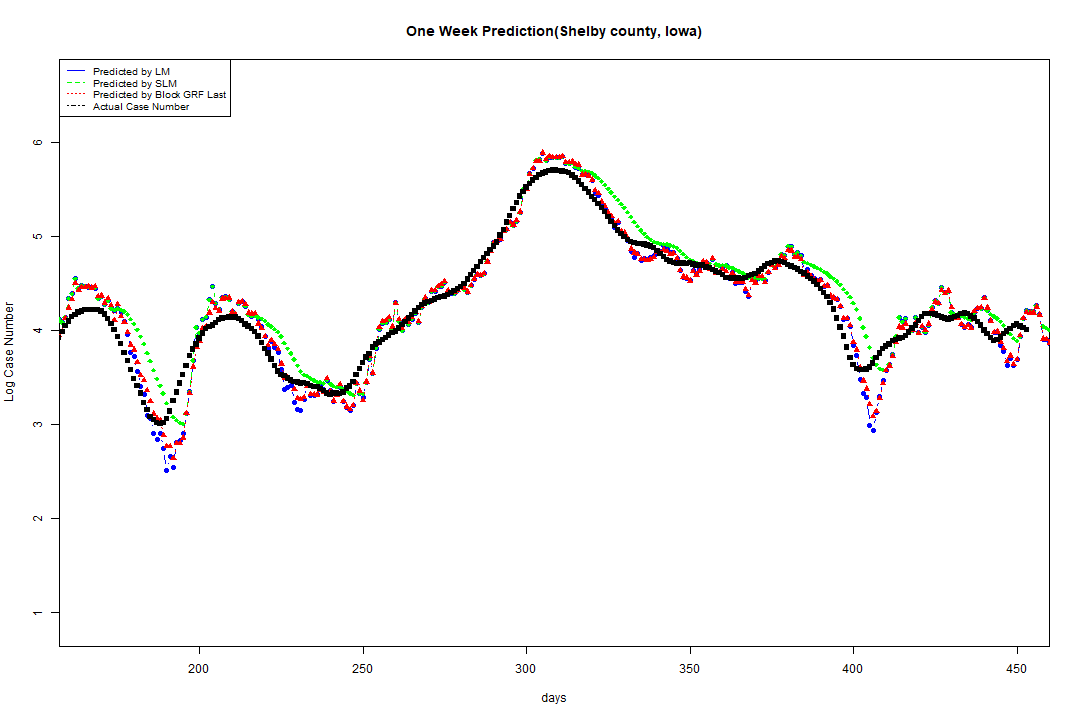 One Week Prediction(Shelby county, Iowa)
Predicted by LM
Predicted by SLM
Predicted by Block GRF Last
Actual Case Number
6
5
4
3
2
1
Log Case Number
200 250 300 350 400 450
days